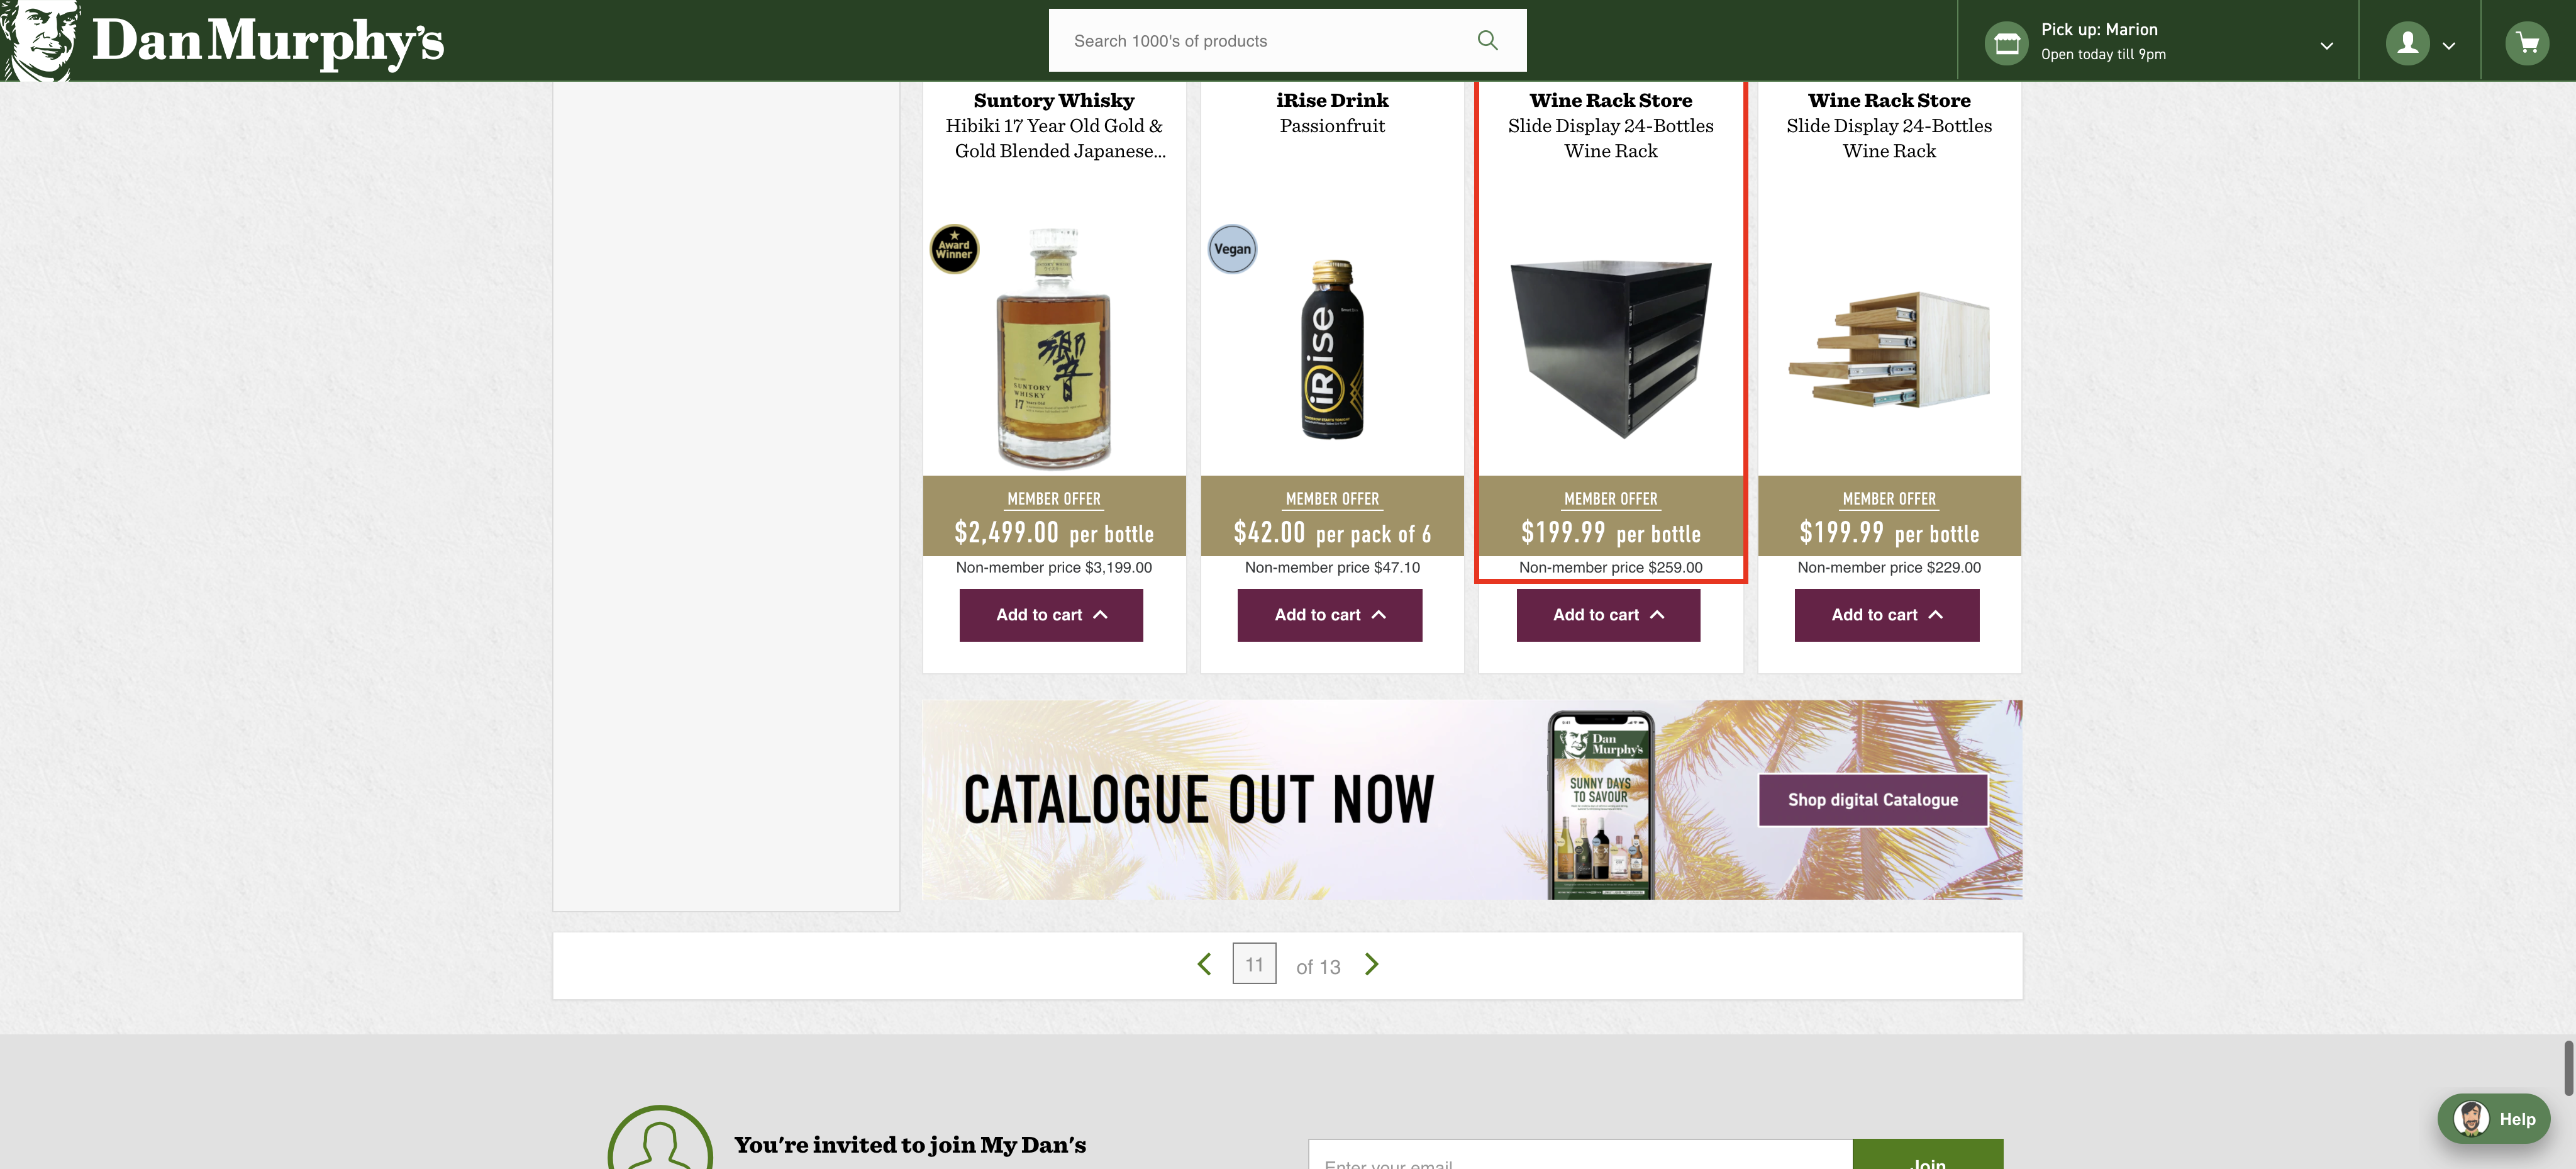 Dan Murphy's
Search 1000's of products
Pick up: Marion
Open today till 9pm
Suntory Whisky
Hibiki 17 Year Old Gold &
Gold Blended Japanese...
Award
Winner
響
SUNTORY
WHISKY
17
MEMBER OFFER
$2,499.00 per bottle
Non-member price $3,199.00
Add to cart
iRise Drink
Passionfruit
Vegan
iRise
MEMBER OFFER
$42.00 per pack of 6
Non-member price $47.10
Add to cart
Wine Rack Store
Slide Display 24-Bottles
Wine Rack
MEMBER OFFER
$199.99 per bottle
Non-member price $259.00
Add to cart
Wine Rack Store
Slide Display 24-Bottles
Wine Rack
MEMBER OFFER
$199.99 per bottle
Non-member price $229.00
Add to cart
CATALOGUE OUT NOW
Dan
Murphy's
SUNNY DAYS
TO SAVOUR
Shop digital Catalogue
11 of 13
You're invited to join My Dan's
Enter your email
Join
Help